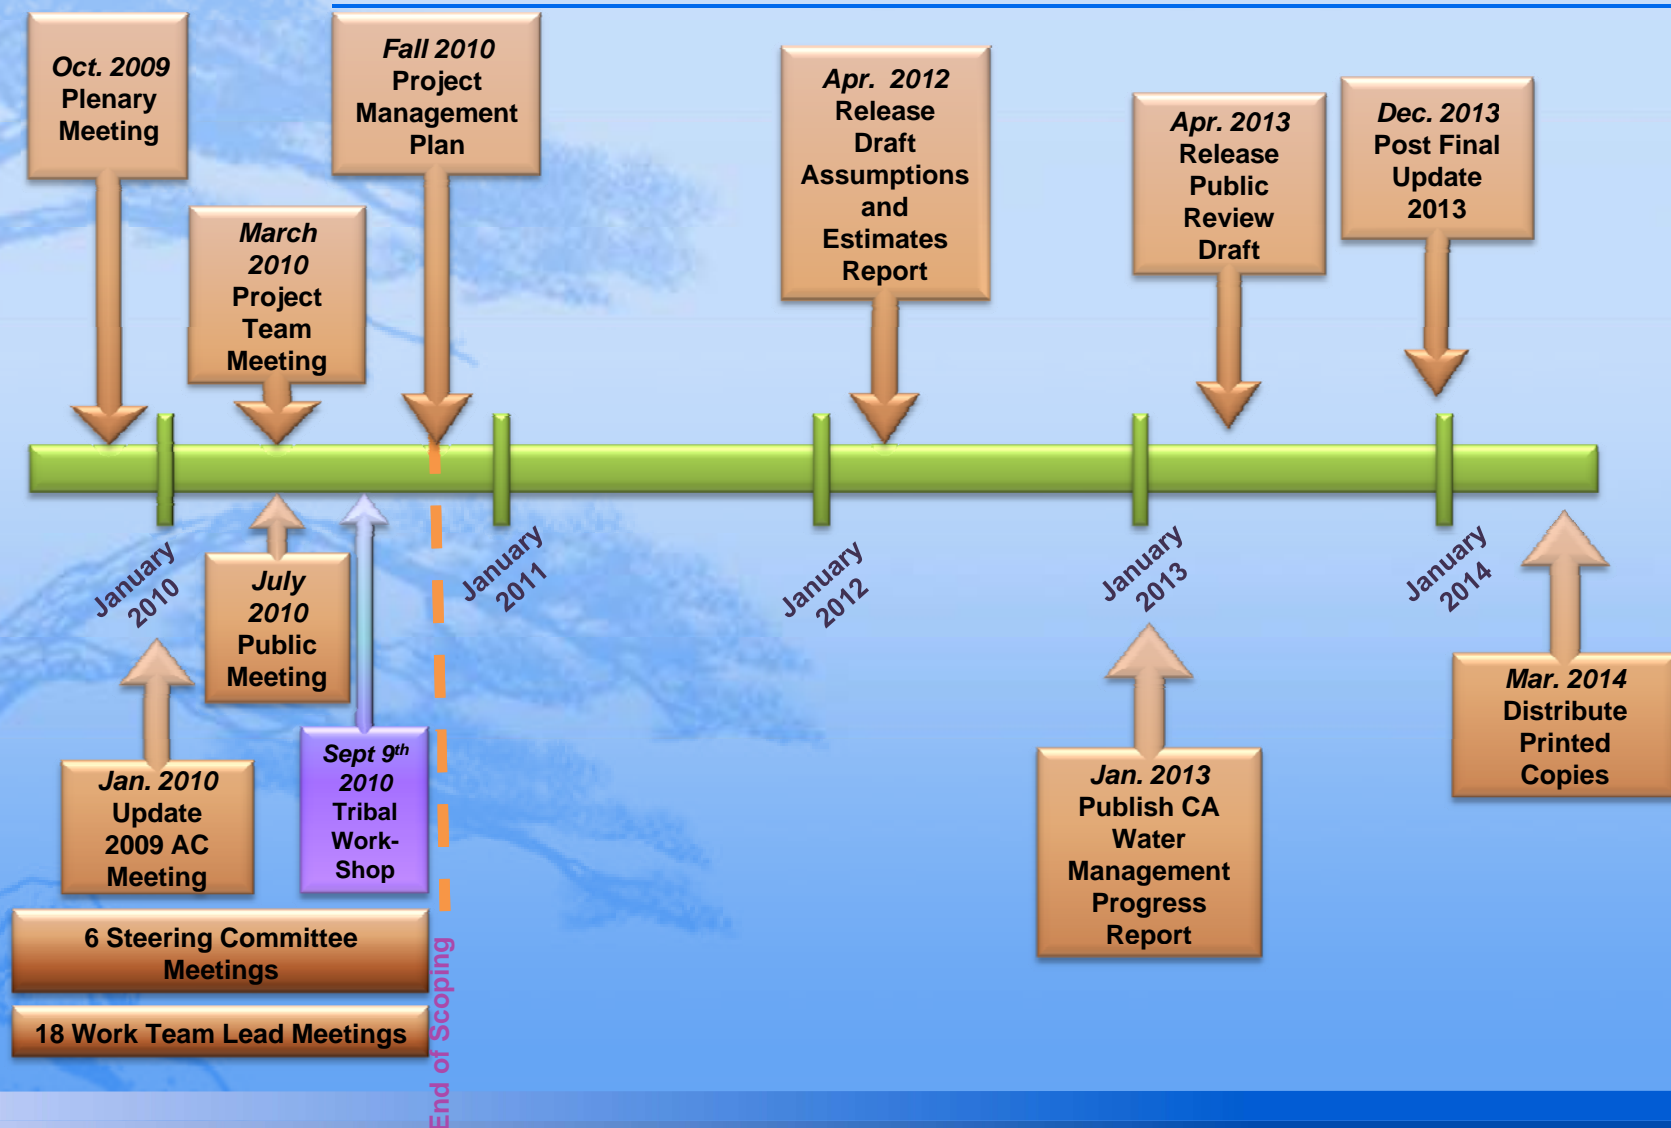 Oct. 2009
Plenary
Meeting
Fall 2010
Project
Management
Plan
March
2010
Project
Team
Meeting
Apr.  2012
Release
Draft
Assumptions
and
Estimates
Report
Apr. 2013
Release
Public
Review
Draft
Dec. 2013
Post Final
Update
2013
January
2010
January
2011
January
2012
January
2013
January
2014
July
2010
Public
Meeting
Jan. 2010
Update
2009 AC
Meeting
Sept 9th
2010
Tribal
Work-
Shop
Jan. 2013
Publish CA
Water
Management
Progress
Report
Mar. 2014
Distribute
Printed
Copies
6 Steering Committee
Meetings
18 Work Team Lead Meetings
End of Scoping